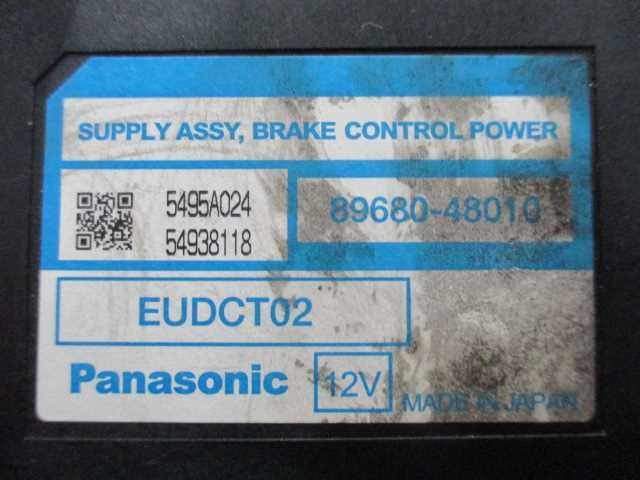 SUPPLY ASSY, BRAKE CONTROL POWER
5495A024
54938118
89680-48010
EUDCT02
Panasonic
12V
MADE IN JAPAN